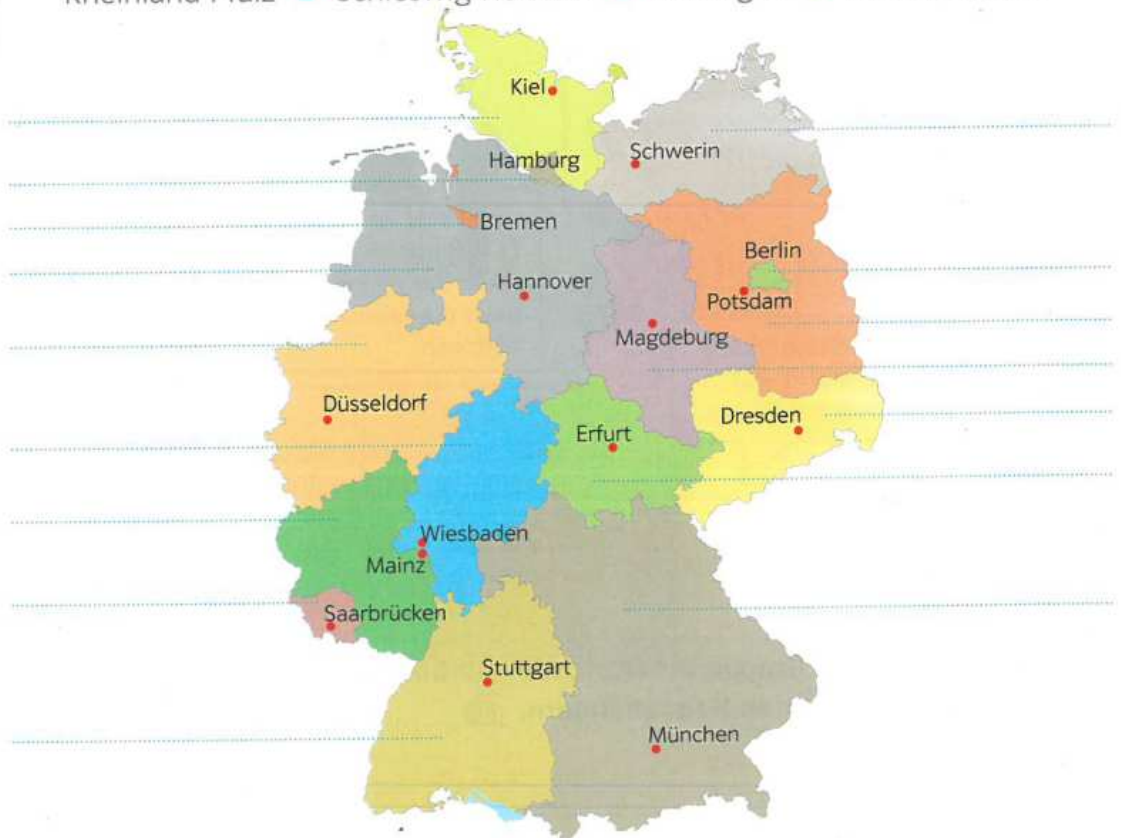 Kiel
Hamburg
Schwerin
Bremen
Berlin
Hannover
Potsdam
Magdeburg
Düsseldorf
Erfurt
Dresden
Wiesbaden
Mainz
Saarbrücken
Stuttgart
München